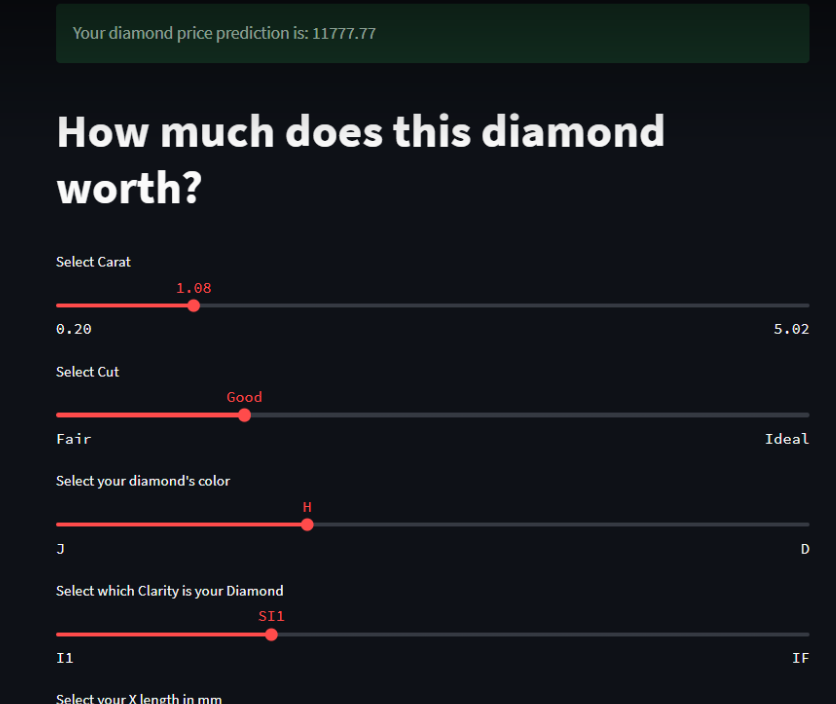 Your diamond price prediction is: 11777.77
How much does this diamond
worth?
Select Carat
1.08
0.20 5.02
Select Cut
Good
Fair Ideal
Select your diamond's color
H
J D
Select which Clarity is your Diamond
SI1
I1 IF
Select your X length in mm